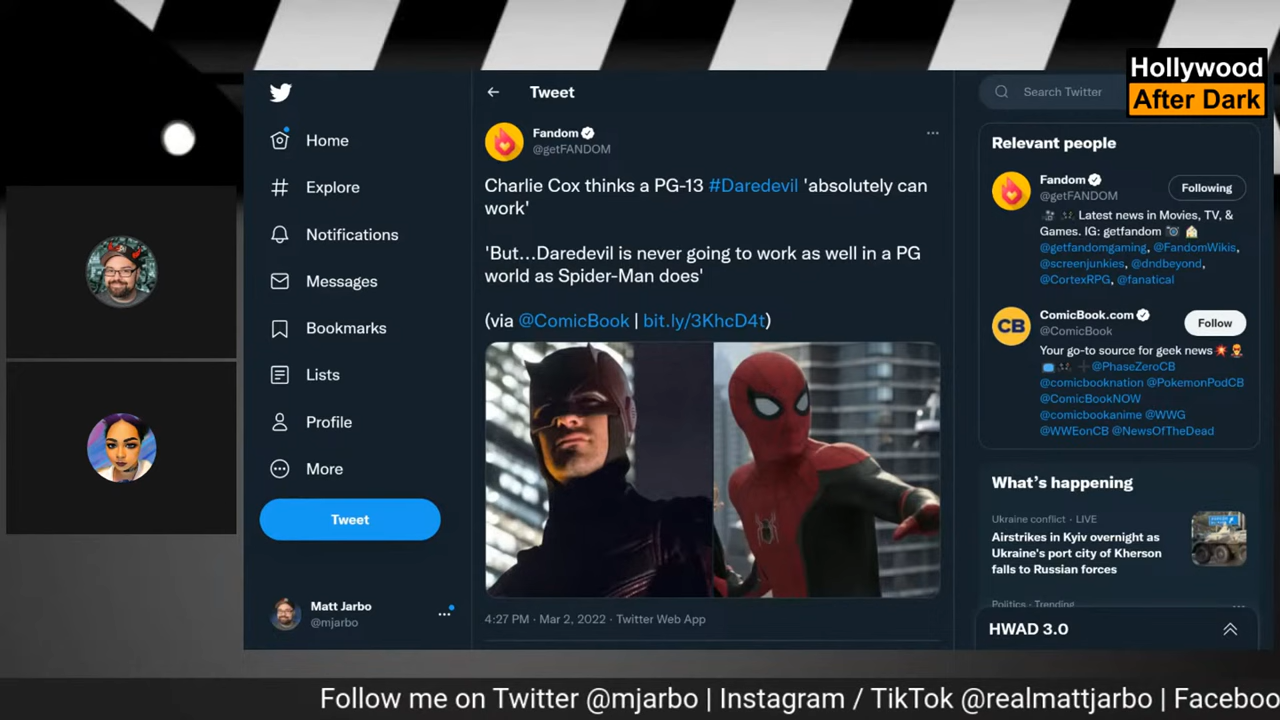 Hollywood
After Dark
Home
Explore
Notifications
Messages
Bookmarks
Lists
Profile
More
Tweet
Matt Jarbo
@mjarbo
Tweet
Fandom
@getFANDOM
Charlie Cox thinks a PG-13 #Daredevil 'absolutely can
work'
'But...Daredevil is never going to work as well in a PG
world as Spider-Man does'
(via @ComicBook | bit.ly/3KhcD4t)
4:27 PM · Mar 2, 2022 · Twitter Web App
Search Twitter
Relevant people
Fandom
@getFANDOM
Following
Latest news in Movies, TV, &
Games. IG: getfandom
@getfandomgaming, @FandomWikis,
@screenjunkies, @dndbeyond,
@CortexRPG, @fanatical
CB
ComicBook.com
@ComicBook
Follow
Your go-to source for geek news
@PhaseZeroCB
@comicbooknation @PokemonPodCB
@ComicBookNOW
@comicbookanime @WWG
@WWEonCB @NewsOfTheDead
What's happening
Ukraine conflict · LIVE
Airstrikes in Kyiv overnight as
Ukraine's port city of Kherson
falls to Russian forces
Politics · Trending
HWAD 3.0
Follow me on Twitter @mjarbo | Instagram / TikTok @realmattjarbo | Faceboo